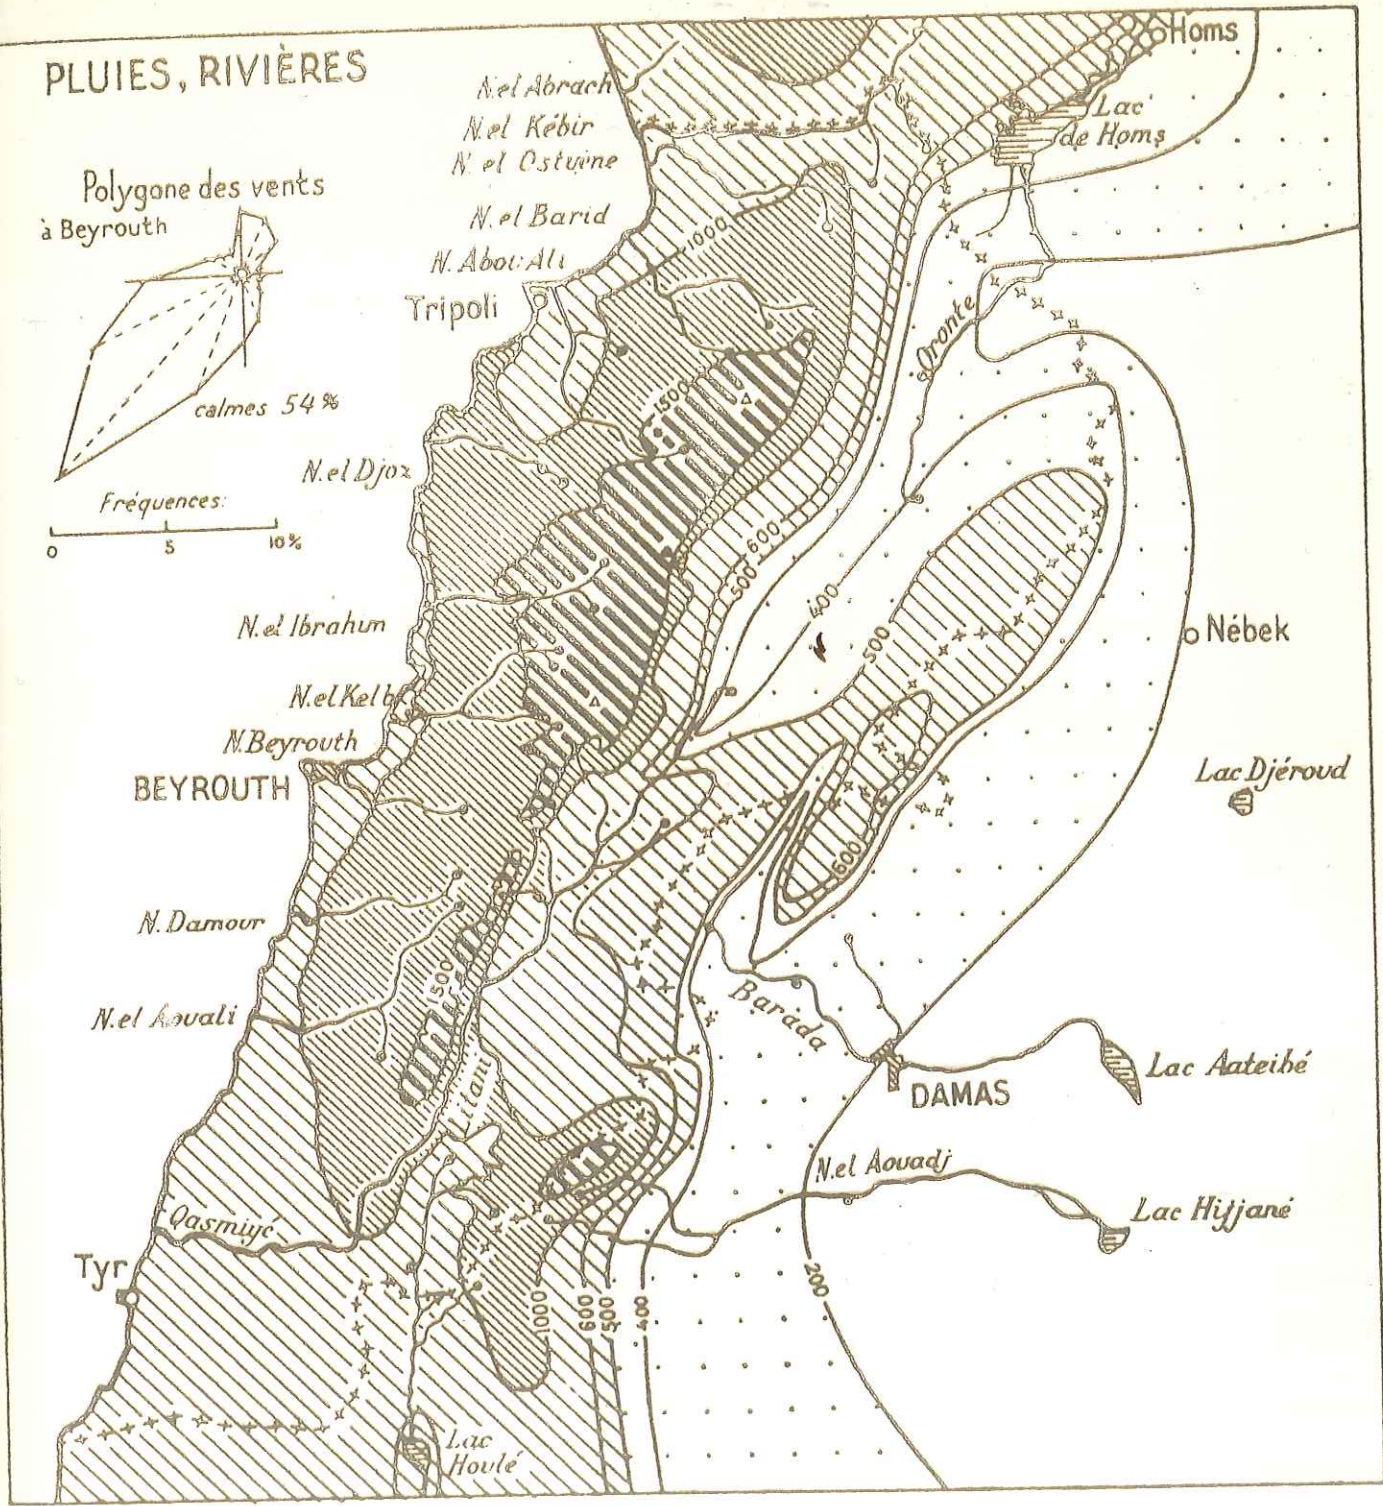 PLUIES, RIVIÈRES
Polygone des vents
à Beyrouth
calmes 54%
Fréquences:
0 5 10%
N. el Abrach
N. el Kébir
N. el Ostuène
N. el Barid
N. Abou Ali
Tripoli
N. el Djoz
N. el Ibrahim
N. el Kelb
N. Beyrouth
BEYROUTH
N. Damour
N. el Aouali
Qasmiyé
Tyr
Homs
Lac
de Homs
Oronte
1000
1500
600
500
400
500
Nébek
Lac Djéroud
600
1500
Litani
Barada
DAMAS
Lac Aateibé
N. el Aouadj
Lac Hijjané
1000
600
500
400
200
Lac
Houlé